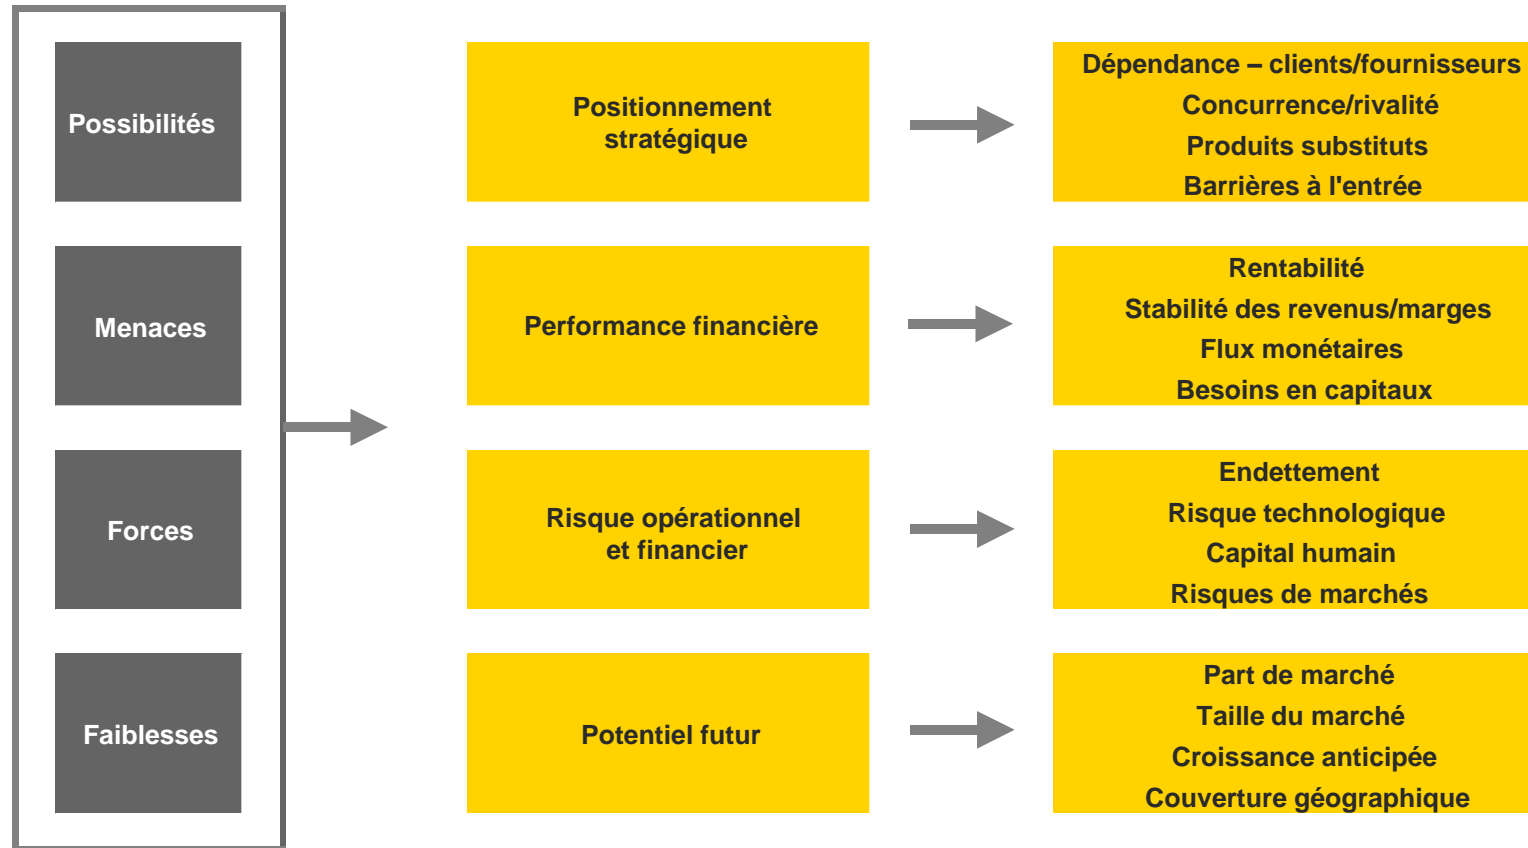 Possibilités
Positionnement
stratégique
Dépendance – clients/fournisseurs
Concurrence/rivalité
Produits substituts
Barrières à l'entrée
Menaces
Performance financière
Rentabilité
Stabilité des revenus/marges
Flux monétaires
Besoins en capitaux
Forces
Risque opérationnel
et financier
Endettement
Risque technologique
Capital humain
Risques de marchés
Faiblesses
Potentiel futur
Part de marché
Taille du marché
Croissance anticipée
Couverture géographique